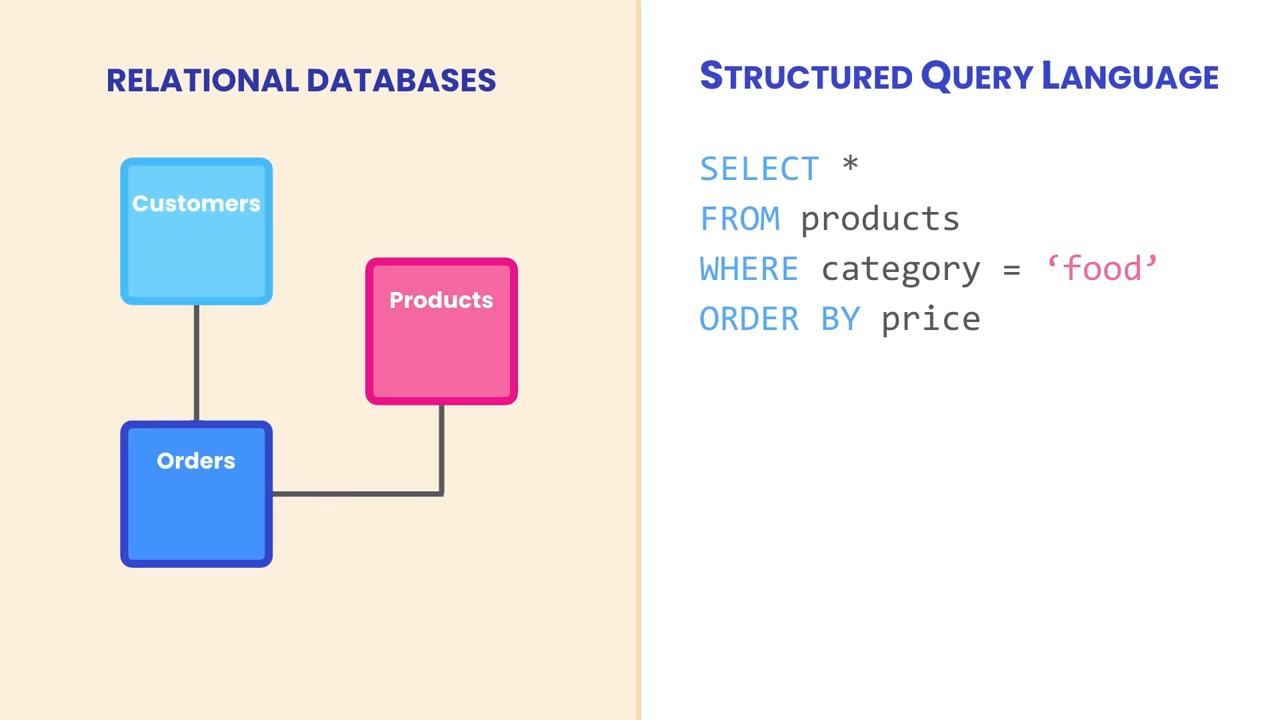 RELATIONAL DATABASES
Customers
Products
Orders
STRUCTURED QUERY LANGUAGE
SELECT *
FROM products
WHERE category = ‘food’
ORDER BY price